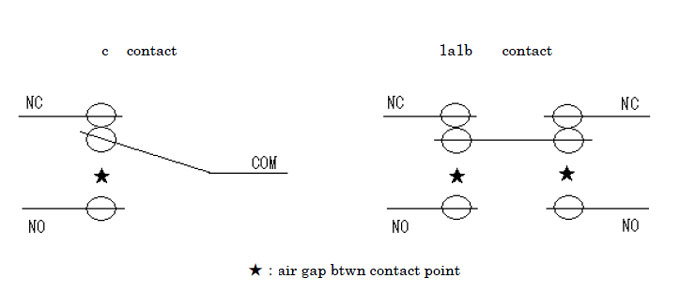 c contact
1a1b contact
NC
NC
NC
COM
NO
NO
NO
★ : air gap btwn contact point